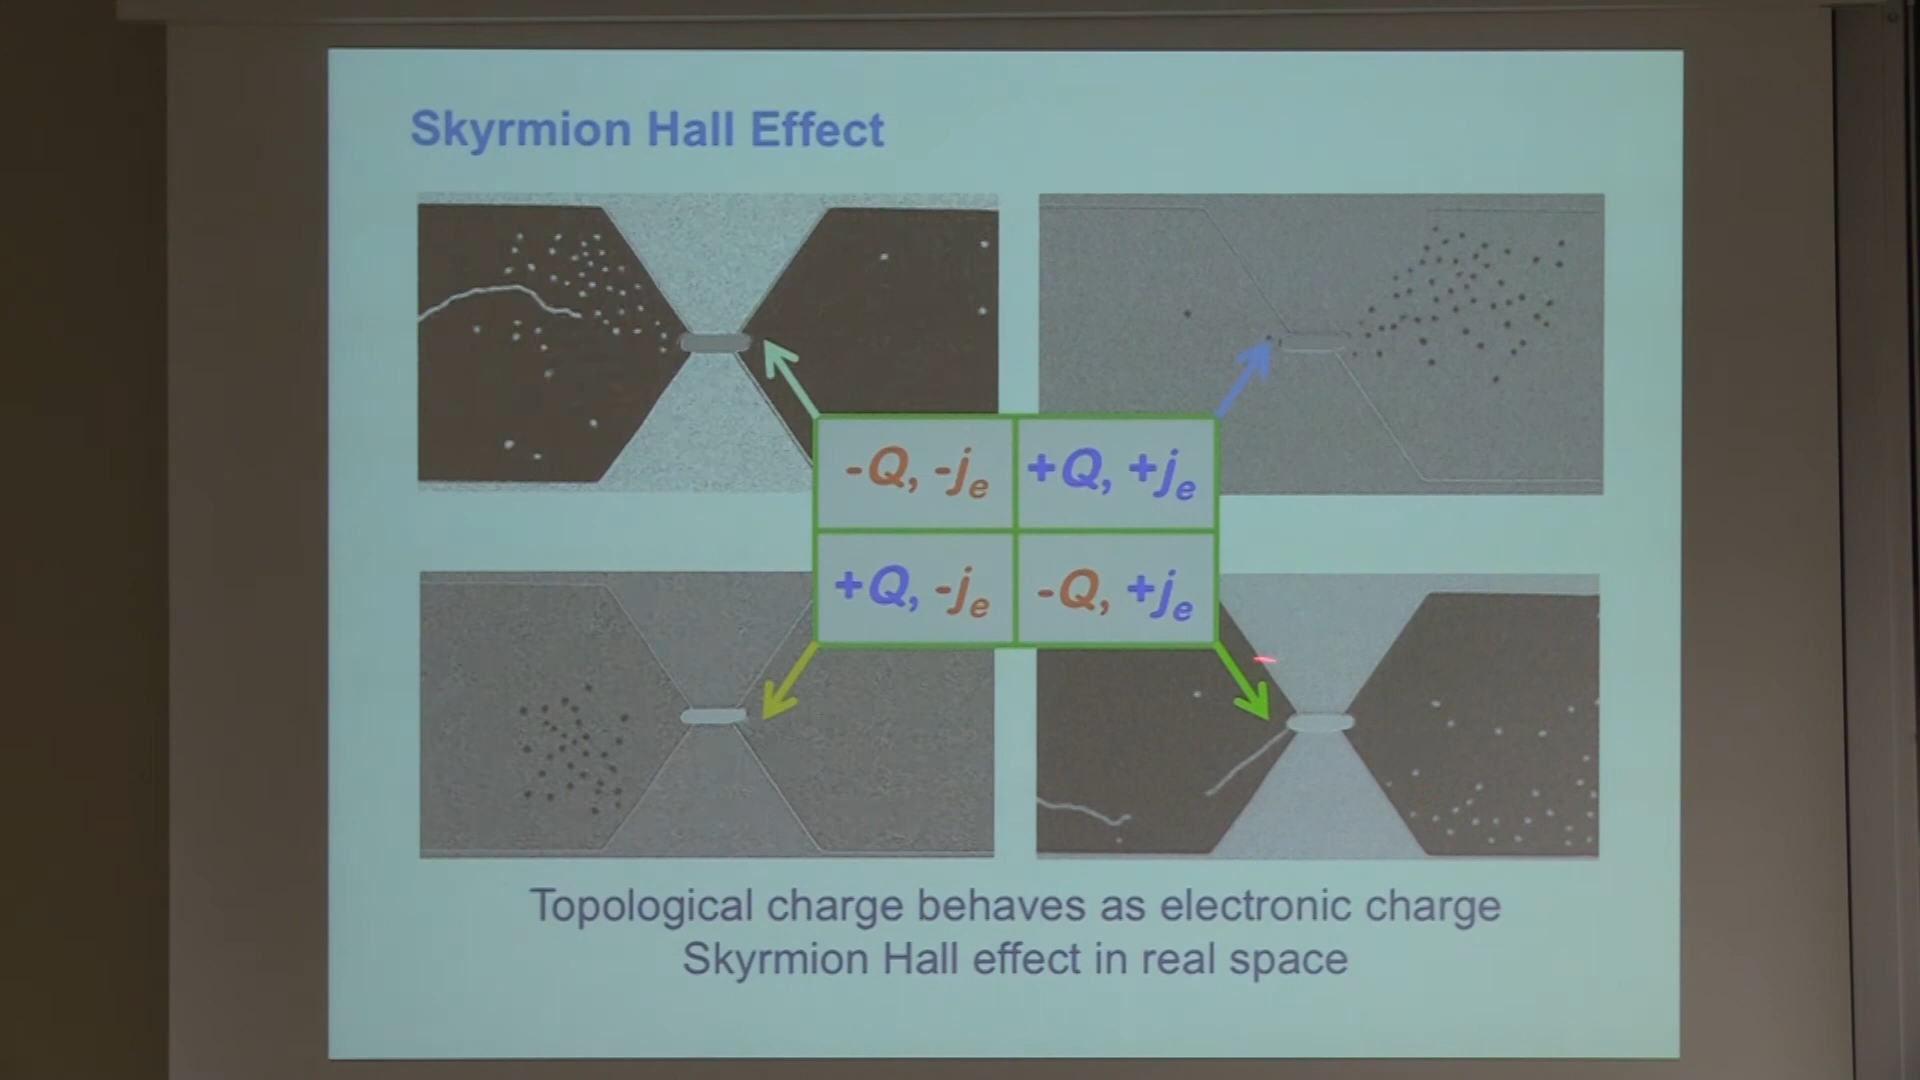 Skyrmion Hall Effect
-Q, -je
+Q, +je
+Q, -je
-Q, +je
Topological charge behaves as electronic charge
Skyrmion Hall effect in real space